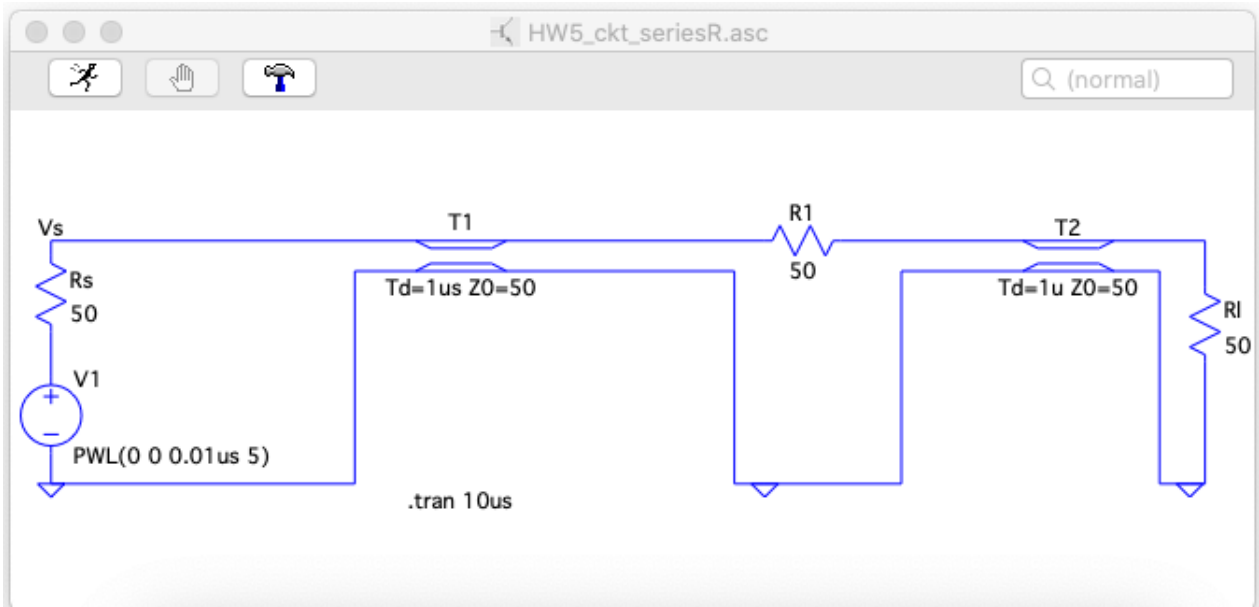 HW5_ckt_seriesR.asc
(normal)
Vs
T1
R1
T2
Rs
50
Td=1us Z0=50
50
Td=1u Z0=50
Rl
50
V1
PWL(0 0 0.01us 5)
.tran 10us